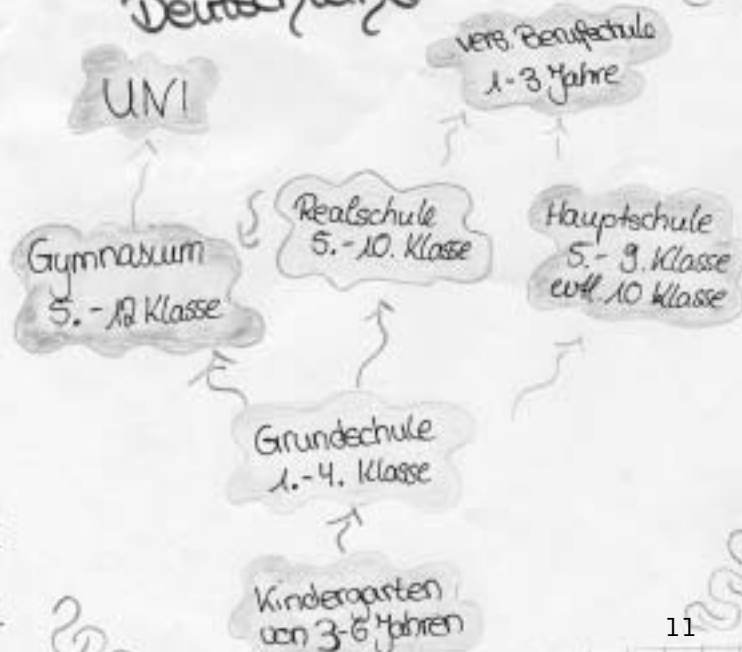 Deutschland
vers. Berufschule
1-3 Jahre
UNI
Realschule
5.-10. Klasse
Hauptschule
5.- 9. Klasse
evtl. 10 Klasse
Gymnasium
5.-12 Klasse
Grundschule
1.-4. Klasse
Kindergarten
von 3-6 Jahren
11